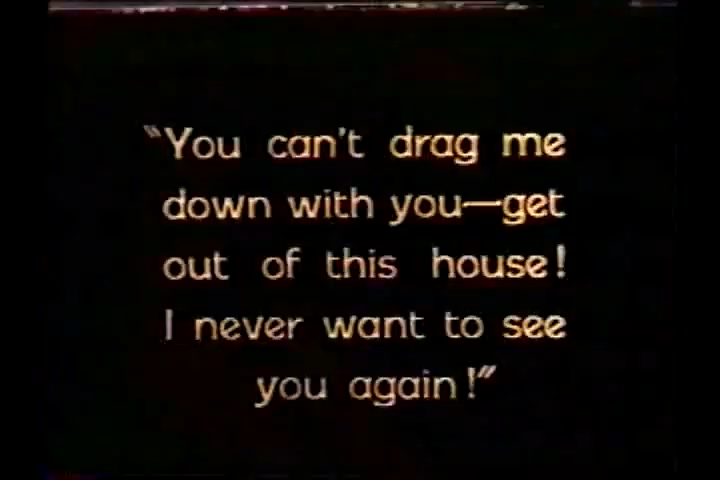 “You can't drag me
down with you—get
out of this house!
I never want to see
you again!”